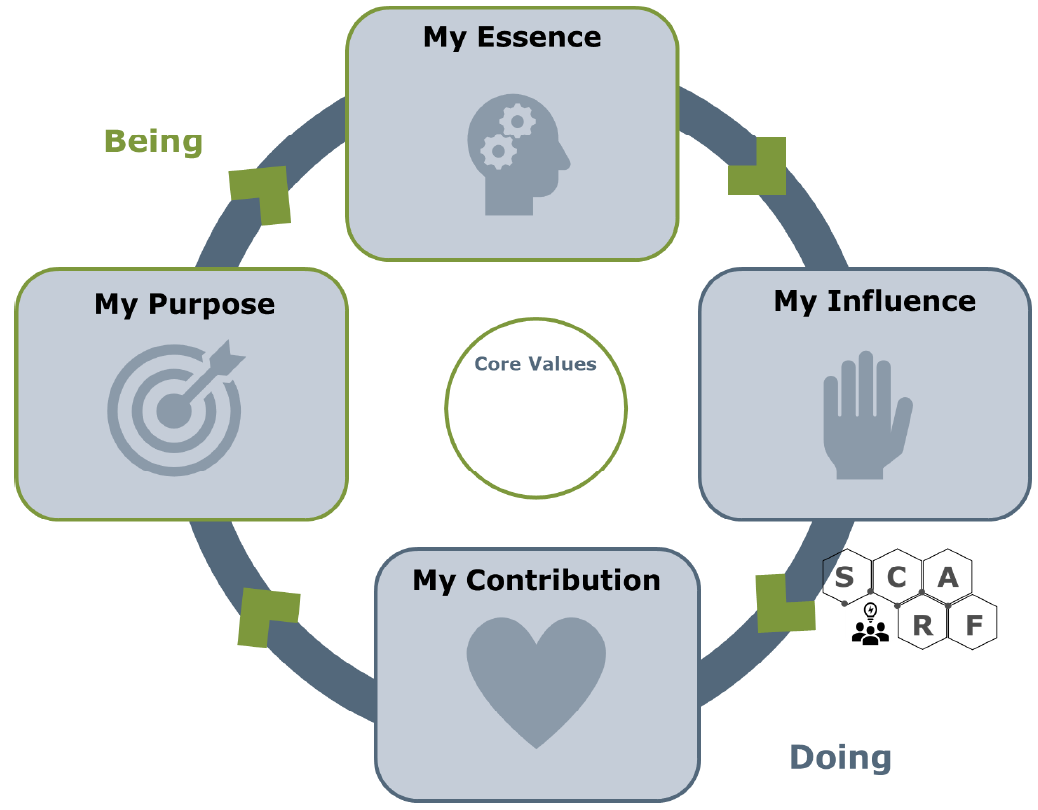 My Essence
Being
My Purpose
My Influence
Core Values
My Contribution
S C A
R F
Doing